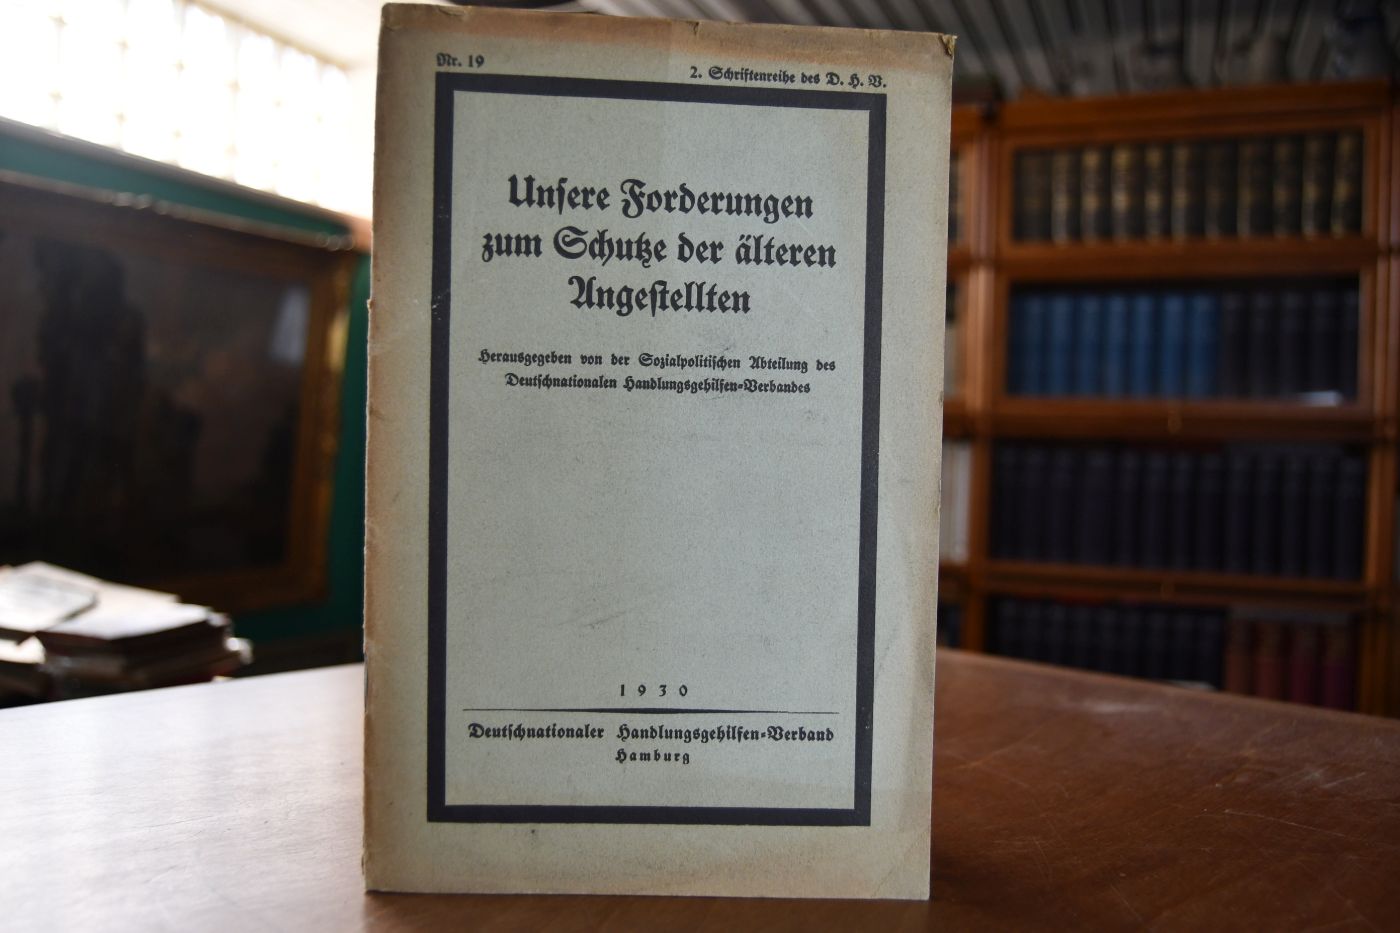 Nr. 19
2. Schriftenreihe des D. H. V.
Unſere Forderungen
zum Schutze der älteren
Angeſtellten
Herausgegeben von der Sozialpolitiſchen Abteilung des
Deutſchnationalen Handlungsgehilfen-Verbandes
1930
Deutſchnationaler Handlungsgehilfen-Verband
Hamburg